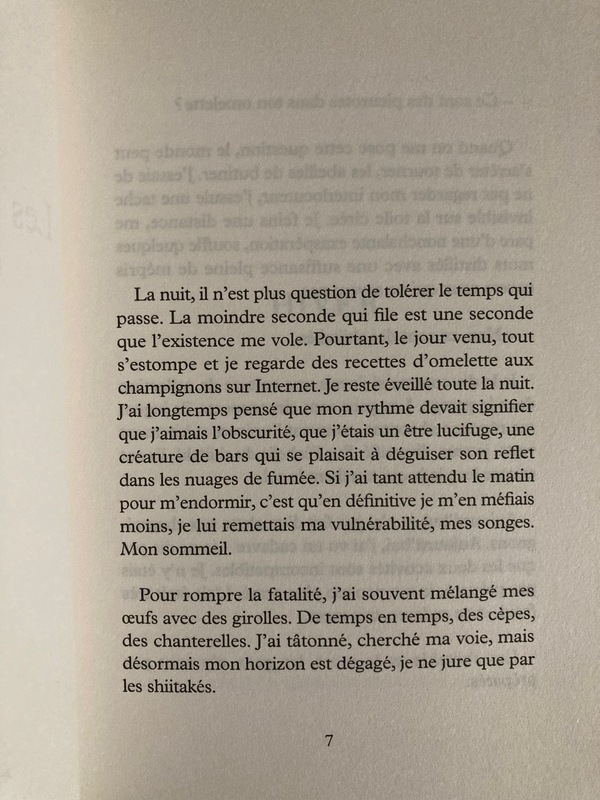 La nuit, il n’est plus question de tolérer le temps qui
passe. La moindre seconde qui file est une seconde
que l’existence me vole. Pourtant, le jour venu, tout
s’estompe et je regarde des recettes d’omelette aux
champignons sur Internet. Je reste éveillé toute la nuit.
J’ai longtemps pensé que mon rythme devait signifier
que j’aimais l’obscurité, que j’étais un être lucifuge, une
créature de bars qui se plaisait à déguiser son reflet
dans les nuages de fumée. Si j’ai tant attendu le matin
pour m’endormir, c’est qu’en définitive je m’en méfiais
moins, je lui remettais ma vulnérabilité, mes songes.
Mon sommeil.
Pour rompre la fatalité, j’ai souvent mélangé mes
œufs avec des girolles. De temps en temps, des cèpes,
des chanterelles. J’ai tâtonné, cherché ma voie, mais
désormais mon horizon est dégagé, je ne jure que par
les shiitakés.
7